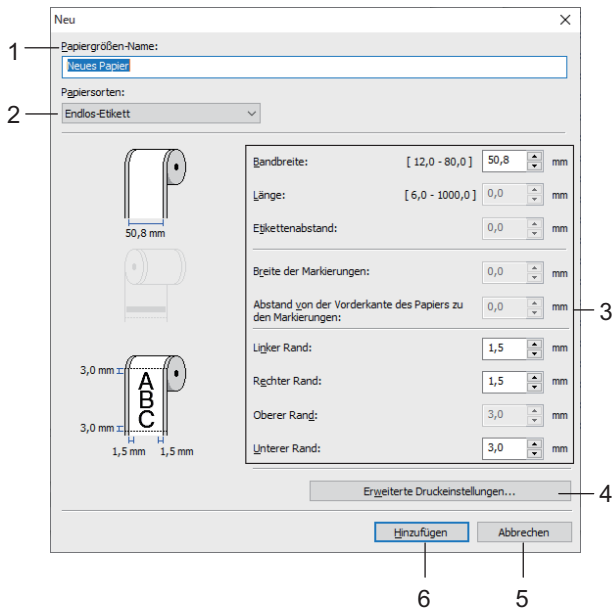 Neu
1
Papiergrößen-Name:
Neues Papier
Papiersorten:
2
Endlos-Etikett
50,8 mm
Bandbreite: [ 12,0 - 80,0 ] 50,8 mm
Länge: [ 6,0 - 1000,0 ] 0,0 mm
Etikettenabstand: 0,0 mm
Breite der Markierungen: 0,0 mm
Abstand von der Vorderkante des Papiers zu
den Markierungen: 0,0 mm
3
3,0 mm
A
B
C
3,0 mm
1,5 mm 1,5 mm
Linker Rand: 1,5 mm
Rechter Rand: 1,5 mm
Oberer Rand: 3,0 mm
Unterer Rand: 3,0 mm
Erweiterte Druckeinstellungen...
4
Hinzufügen Abbrechen
6 5